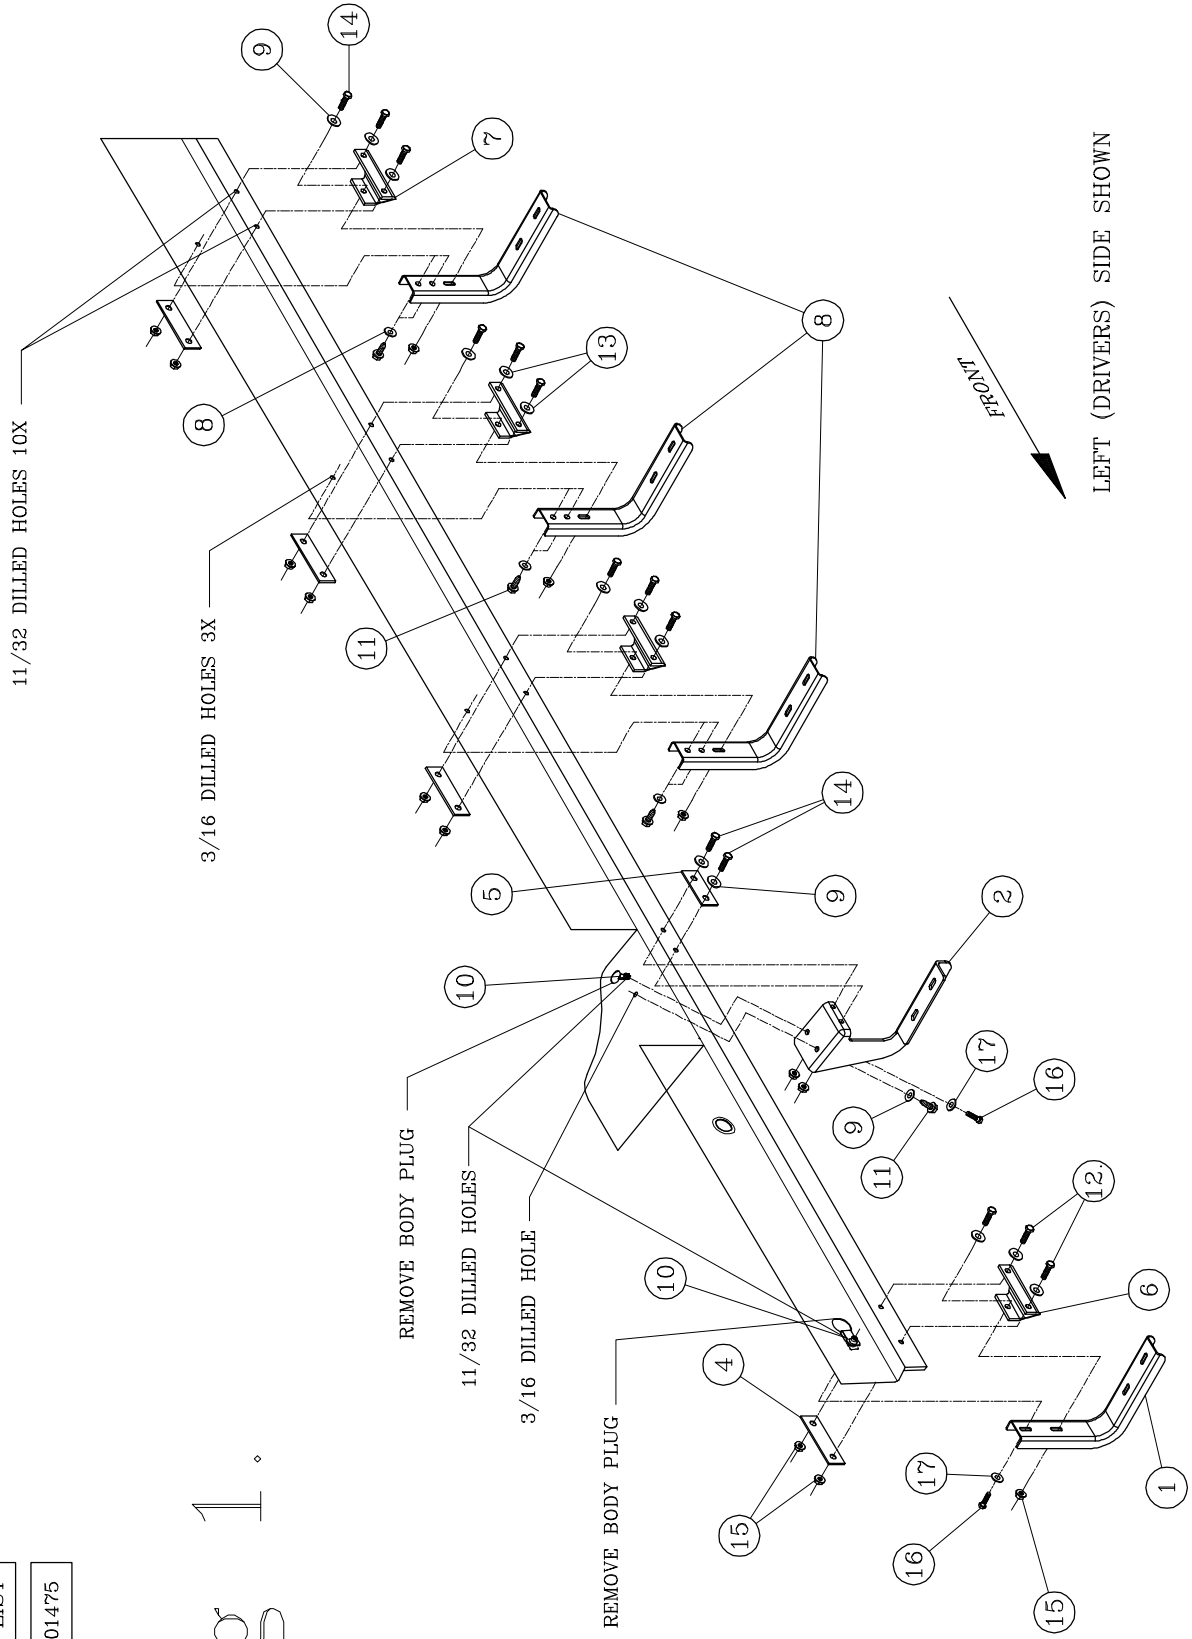 11/32 DILLED HOLES 10X
01475
3/16 DILLED HOLES 3X
8
g 1.
9
14
11
REMOVE BODY PLUG
10
11/32 DILLED HOLES
5
7
3/16 DILLED HOLE
13
REMOVE BODY PLUG
10
4
15
8
9
14
9
11
16
17
FRONT
17
2
15
16
12.
LEFT (DRIVERS) SIDE SHOWN
6
1